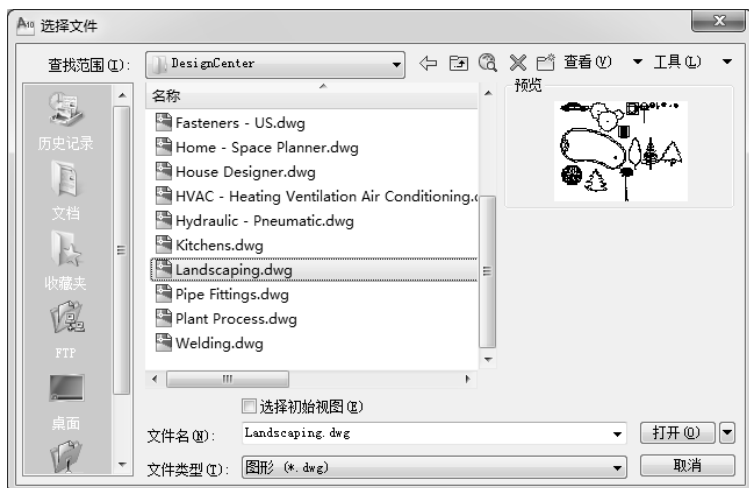 选择文件
查找范围(I): DesignCenter 查看(V) 工具(L)
名称 预览
Fasteners - US.dwg
Home - Space Planner.dwg
House Designer.dwg
HVAC - Heating Ventilation Air Conditioning.
Hydraulic - Pneumatic.dwg
Kitchens.dwg
Landscaping.dwg
Pipe Fittings.dwg
Plant Process.dwg
Welding.dwg
历史记录
文档
收藏夹
FTP
桌面
选择初始视图(E)
文件名(N): Landscaping.dwg 打开(O)
文件类型(T): 图形 (*.dwg) 取消